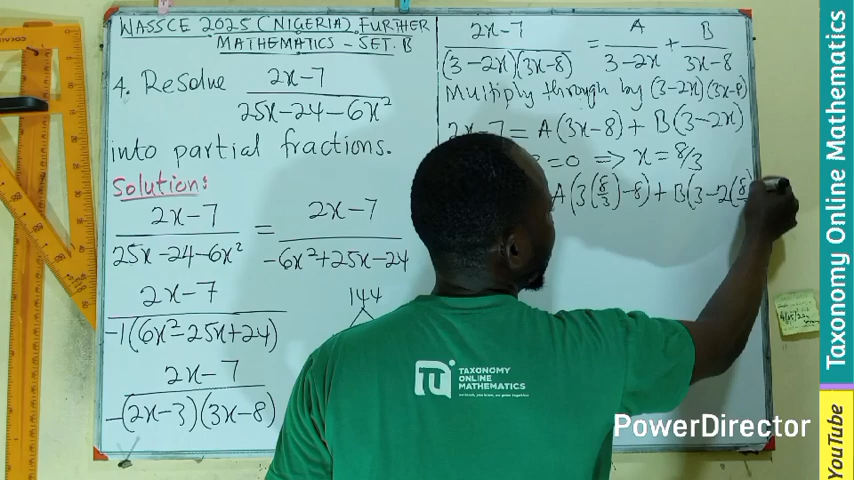 WASSCE 2025 (NIGERIA) FURTHER
MATHEMATICS - SET. B
4. Resolve 2x-7
25x-24-6x²
into partial fractions.
Solution:
2x-7 = 2x-7
25x-24-6x² -6x²+25x-24
2x-7
-1(6x²-25x+24)
2x-7
-(2x-3)(3x-8)
144
2x-7 = A + B
(3-2x)(3x-8) 3-2x 3x-8
Multiply through by (3-2x)(3x-8)
2x-7 = A(3x-8) + B(3-2x)
=0 => x = 8/3
A(3(8/3)-8) + B(3-2(8
TU
TAXONOMY
ONLINE
MATHEMATICS
PowerDirector
Taxonomy Online Mathematics
YouTube